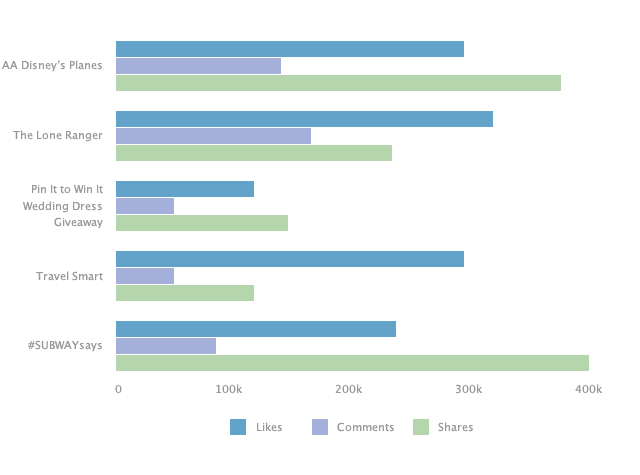 AA Disney's Planes
The Lone Ranger
Pin It to Win It
Wedding Dress
Giveaway
Travel Smart
#SUBWAYsays
0 100k 200k 300k 400k
Likes Comments Shares